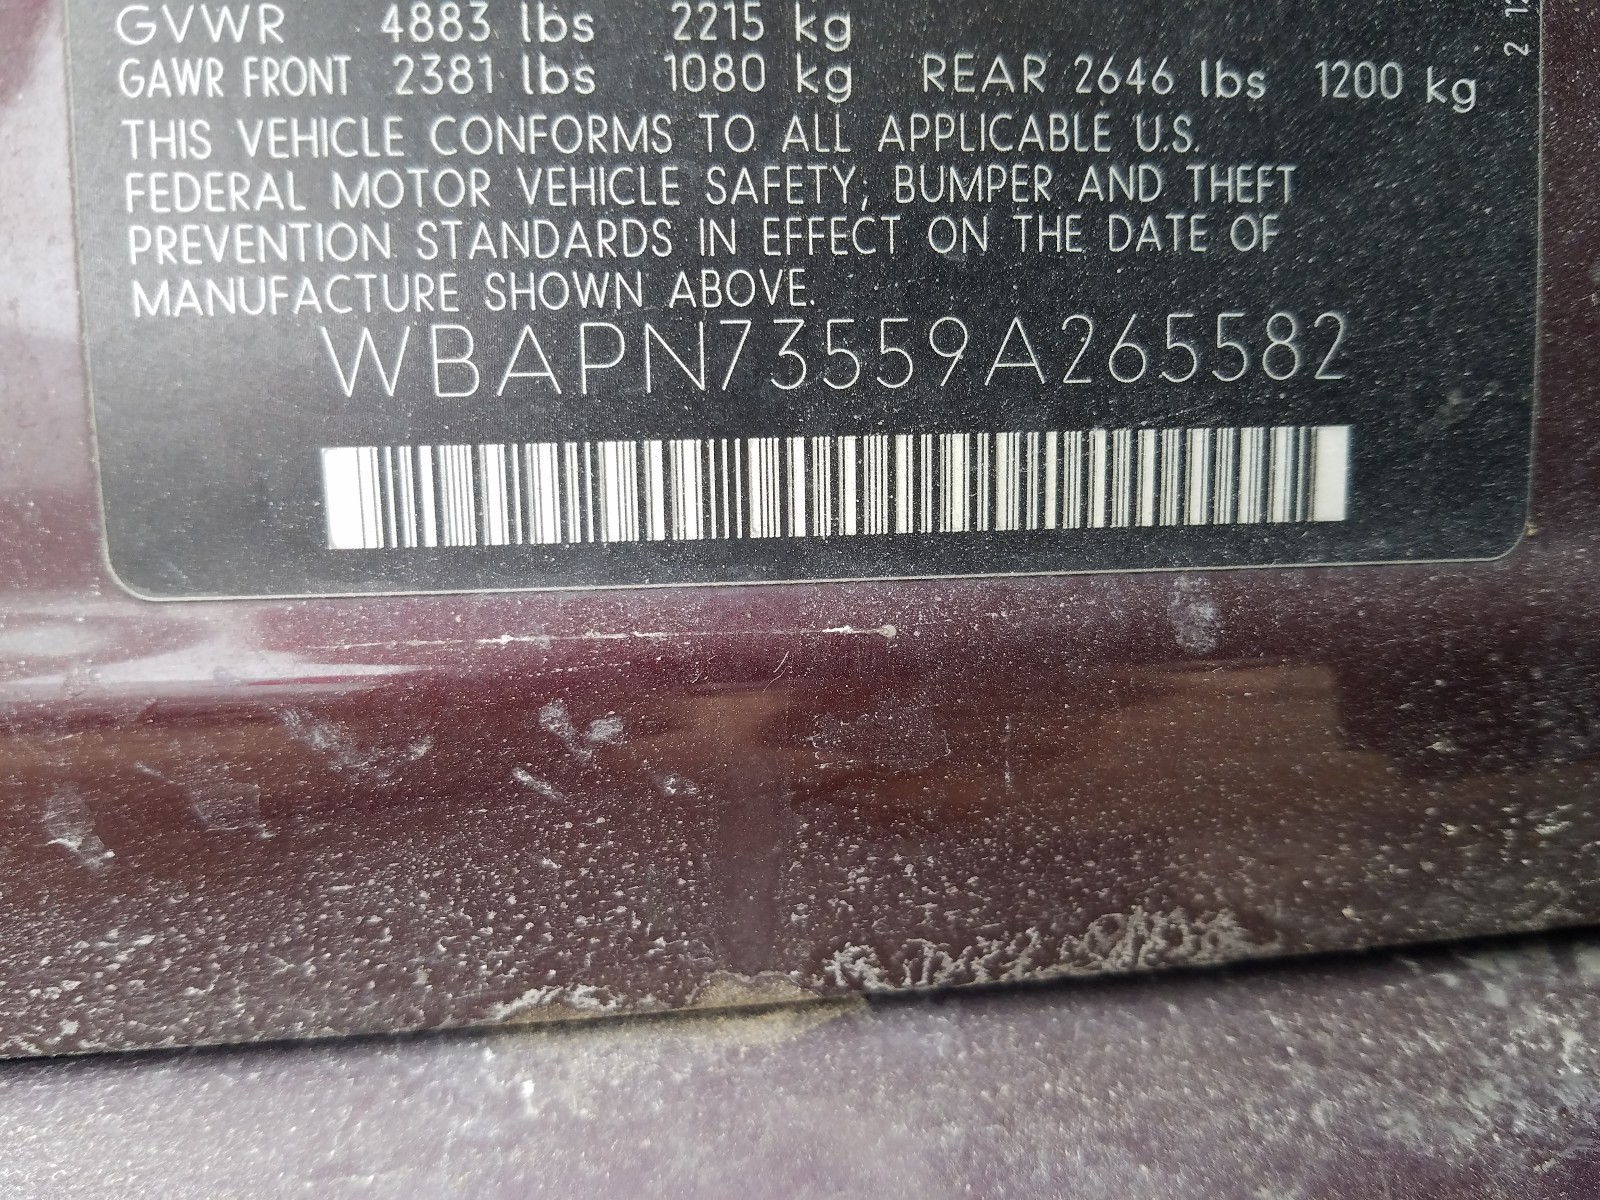 GVWR 4883 lbs 2215 kg
GAWR FRONT 2381 lbs 1080 kg REAR 2646 lbs 1200 kg
THIS VEHICLE CONFORMS TO ALL APPLICABLE U.S.
FEDERAL MOTOR VEHICLE SAFETY, BUMPER AND THEFT
PREVENTION STANDARDS IN EFFECT ON THE DATE OF
MANUFACTURE SHOWN ABOVE.
WBAPN73559A265582